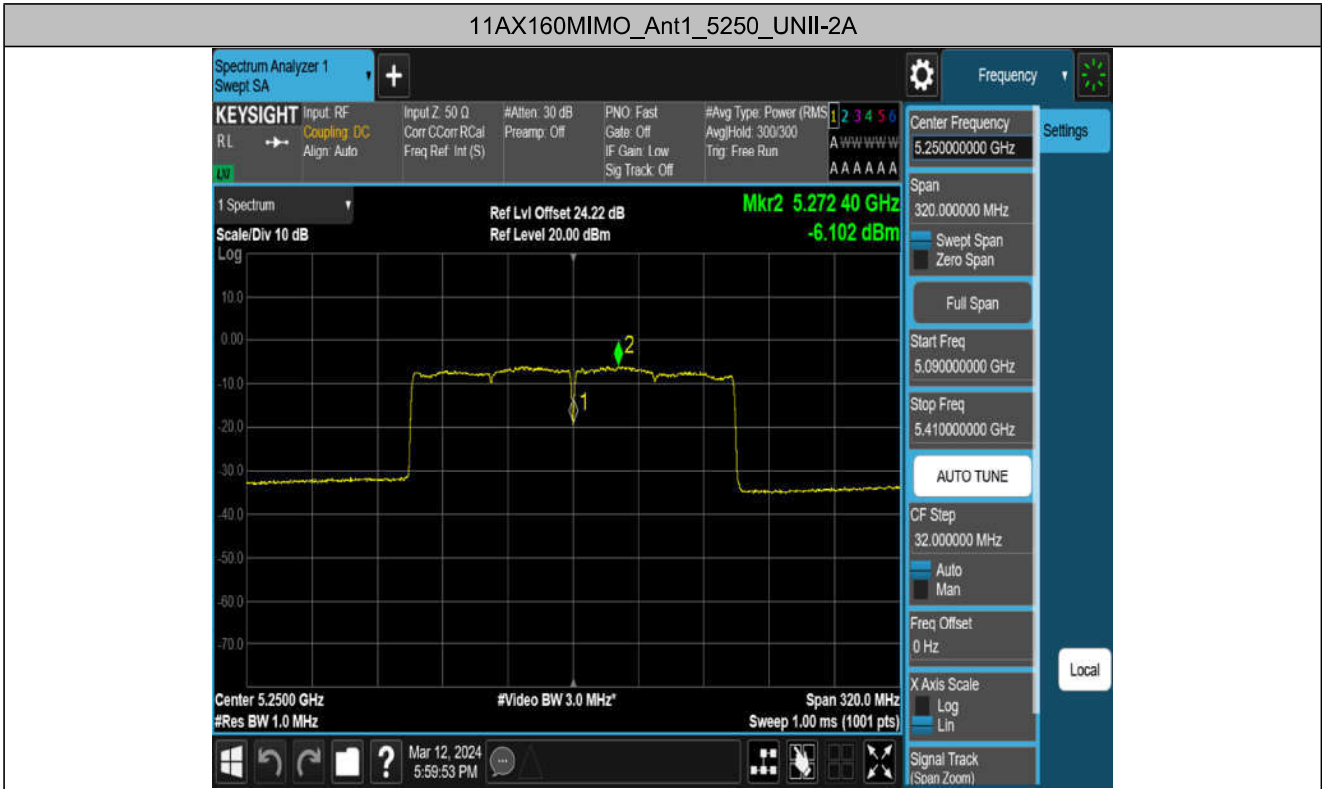 11AX160MIMO_Ant1_5250_UNII-2A
Spectrum Analyzer 1
Swept SA
+
Frequency
KEYSIGHT
RL
LXI
Input: RF
Coupling: DC
Align: Auto
Input Z: 50 Ω
Corr CCorr RCal
Freq Ref: Int (S)
#Atten: 30 dB
Preamp: Off
PNO: Fast
Gate: Off
IF Gain: Low
Sig Track: Off
#Avg Type: Power (RMS
Avg|Hold: 300/300
Trig: Free Run
1 2 3 4 5 6
A W W W W W
A A A A A A
1 Spectrum
Scale/Div 10 dB
Log
Ref Lvl Offset 24.22 dB
Ref Level 20.00 dBm
Mkr2 5.272 40 GHz
-6.102 dBm
10.0
0.00
-10.0
-20.0
-30.0
-40.0
-50.0
-60.0
-70.0
2
1
Center 5.2500 GHz
#Res BW 1.0 MHz
#Video BW 3.0 MHz*
Span 320.0 MHz
Sweep 1.00 ms (1001 pts)
?
Mar 12, 2024
5:59:53 PM
Center Frequency
5.250000000 GHz
Settings
Span
320.000000 MHz
Swept Span
Zero Span
Full Span
Start Freq
5.090000000 GHz
Stop Freq
5.410000000 GHz
AUTO TUNE
CF Step
32.000000 MHz
Auto
Man
Freq Offset
0 Hz
X Axis Scale
Log
Lin
Local
Signal Track
(Span Zoom)